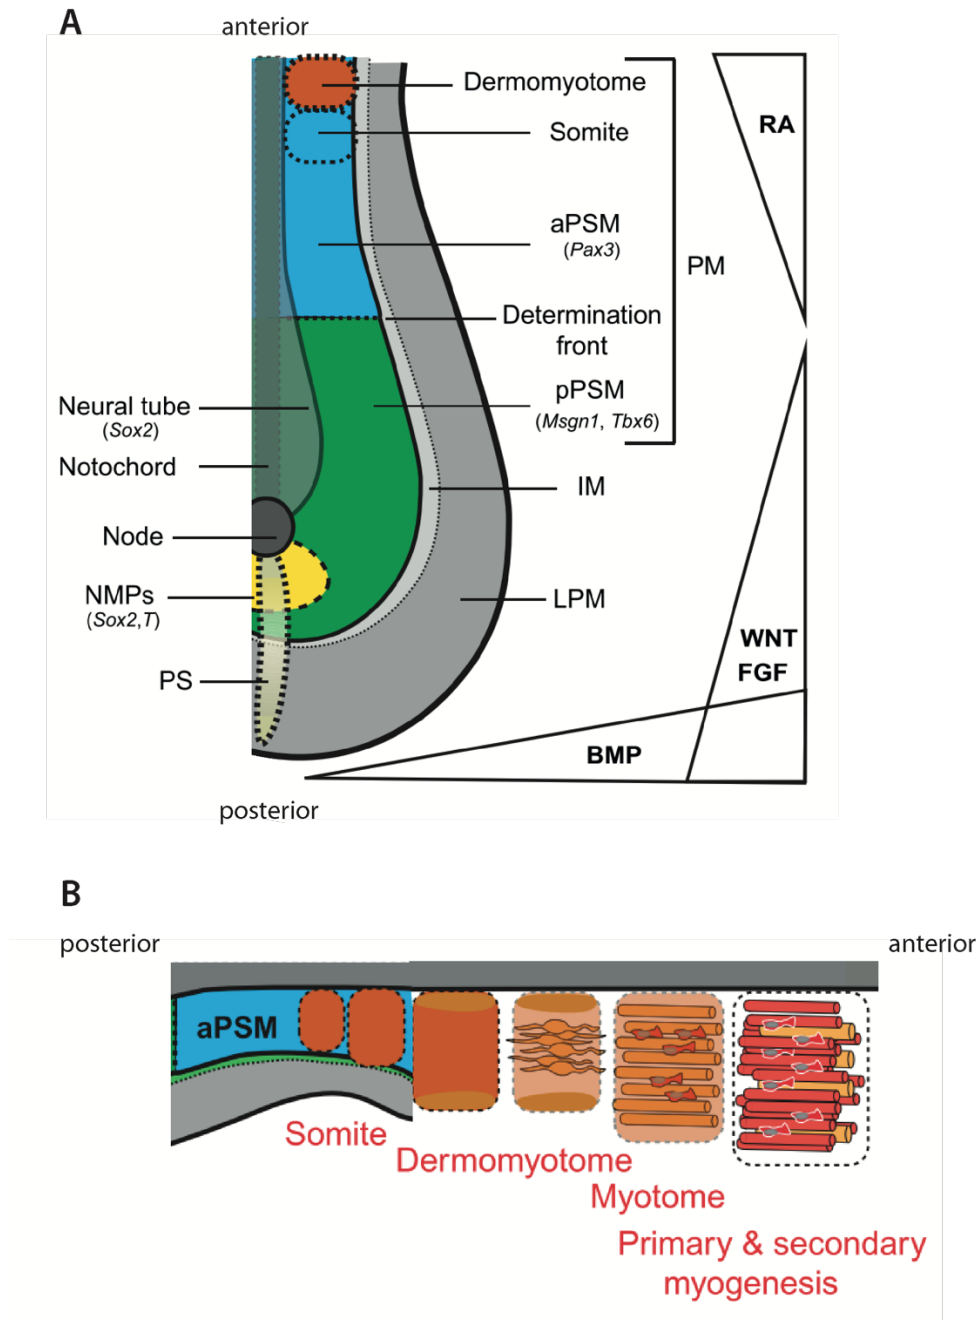 A
anterior
Dermomyotome
RA
Somite
aPSM
(Pax3)
PM
Determination
front
pPSM
(Msgn1, Tbx6)
Neural tube
(Sox2)
Notochord
IM
Node
NMPs
(Sox2,T)
LPM
WNT
FGF
PS
BMP
posterior
B
posterior
anterior
aPSM
Somite
Dermomyotome
Myotome
Primary & secondary
myogenesis